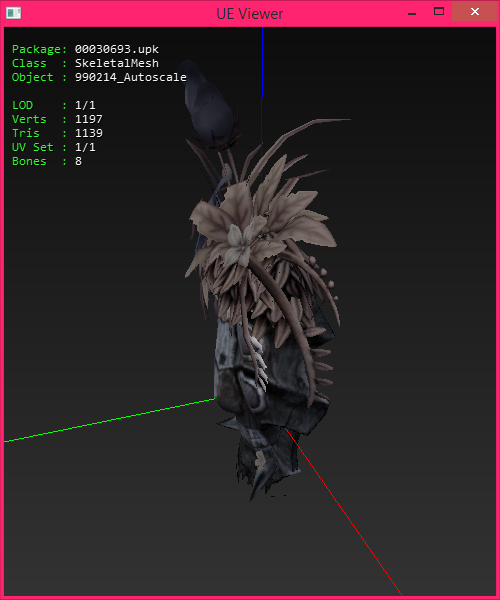 UE Viewer
Package: 00030693.upk
Class : SkeletalMesh
Object : 990214_Autoscale
LOD : 1/1
Verts : 1197
Tris : 1139
UV Set : 1/1
Bones : 8